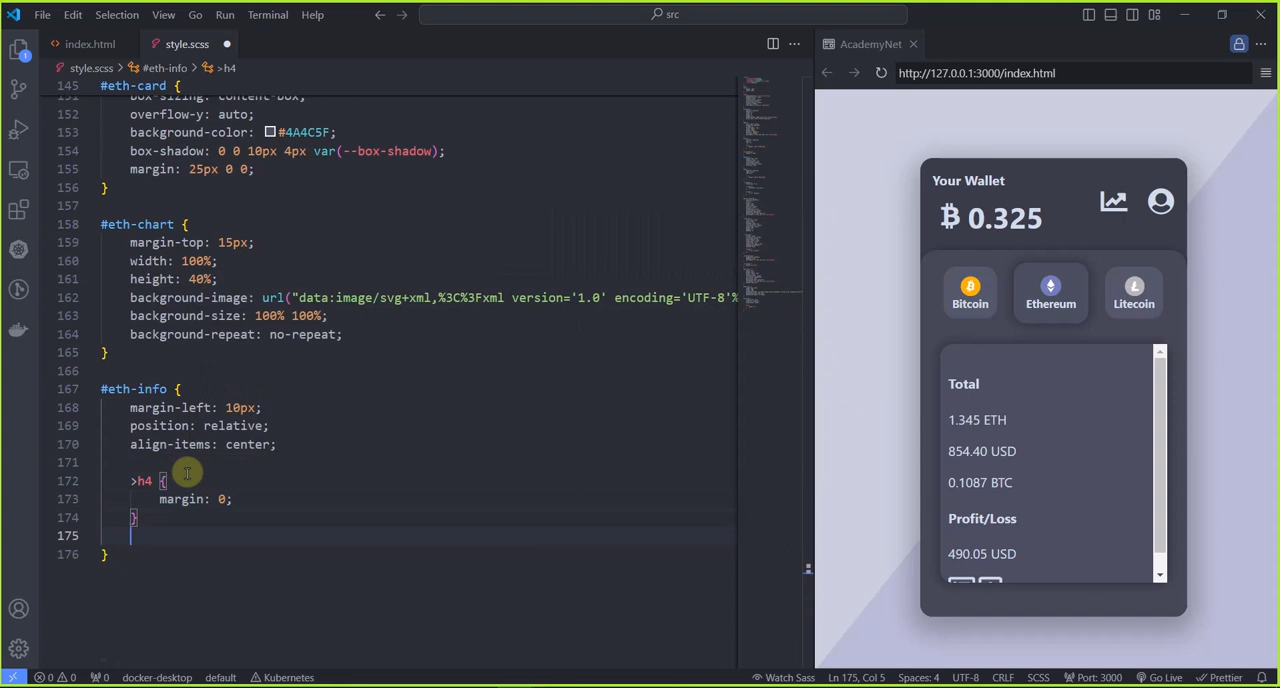 File Edit Selection View Go Run Terminal Help
src
index.html
style.scss
AcademyNet
style.scss > #eth-info > >h4
http://127.0.0.1:3000/index.html
145 #eth-card {
151 box-sizing: content-box;
152 overflow-y: auto;
153 background-color: #4A4C5F;
154 box-shadow: 0 0 10px 4px var(--box-shadow);
155 margin: 25px 0 0;
156 }
157
158 #eth-chart {
159 margin-top: 15px;
160 width: 100%;
161 height: 40%;
162 background-image: url("data:image/svg+xml,%3C%3Fxml version='1.0' encoding='UTF-8'%
163 background-size: 100% 100%;
164 background-repeat: no-repeat;
165 }
166
167 #eth-info {
168 margin-left: 10px;
169 position: relative;
170 align-items: center;
171
172 >h4 {
173 margin: 0;
174 }
175
176 }
Your Wallet
0.325
Bitcoin
Ethereum
Litecoin
Total
1.345 ETH
854.40 USD
0.1087 BTC
Profit/Loss
490.05 USD
1
0 0 0 docker-desktop default Kubernetes
Watch Sass Ln 175, Col 5 Spaces: 4 UTF-8 CRLF SCSS Port: 3000 Go Live Prettier